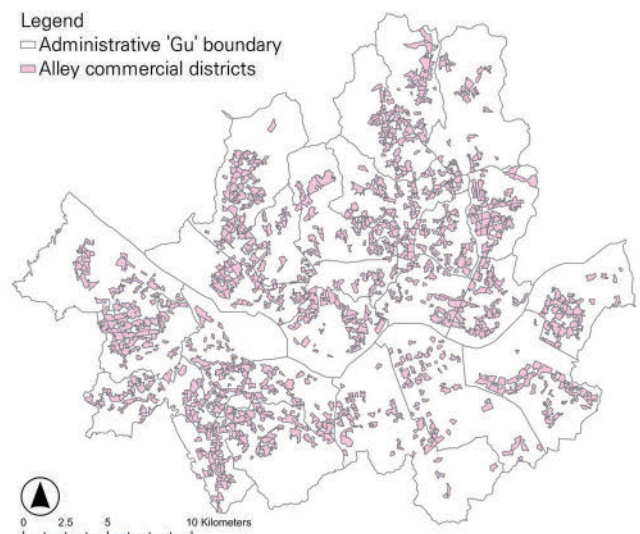 Legend
Administrative 'Gu' boundary
Alley commercial districts
0 2.5 5 10 Kilometers